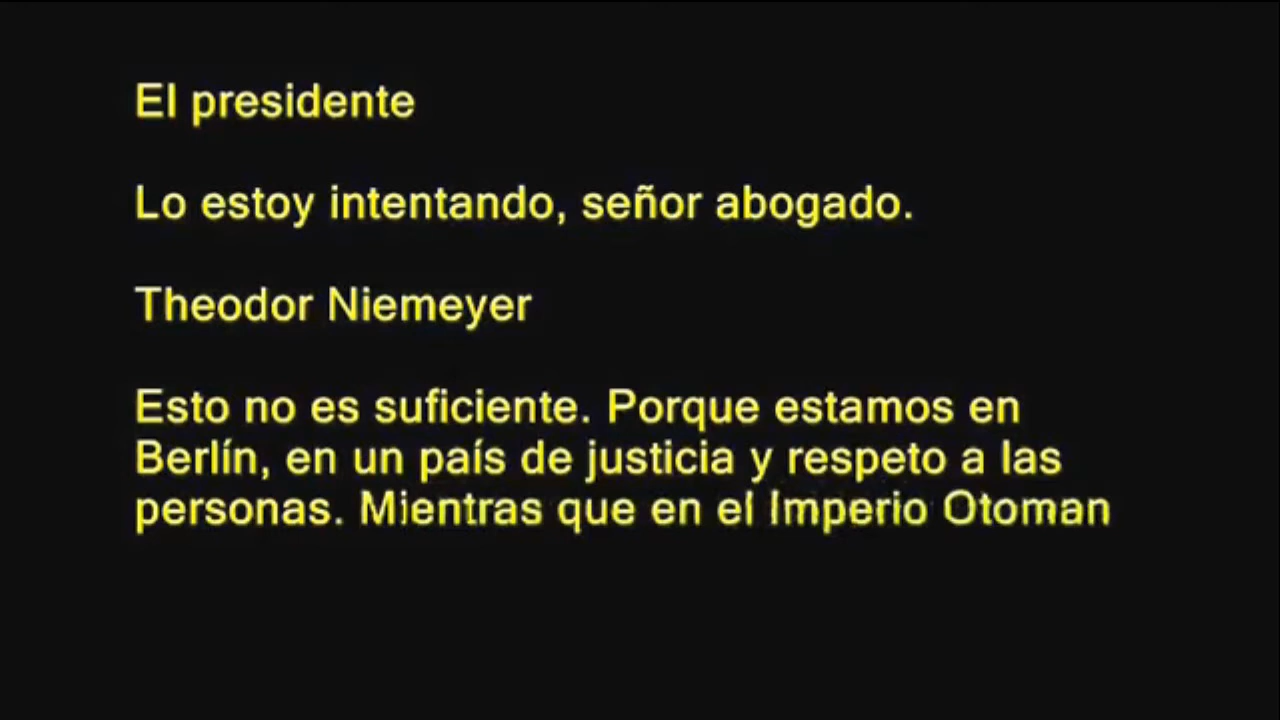 El presidente
Lo estoy intentando, señor abogado.
Theodor Niemeyer
Esto no es suficiente. Porque estamos en
Berlín, en un país de justicia y respeto a las
personas. Mientras que en el Imperio Otoman